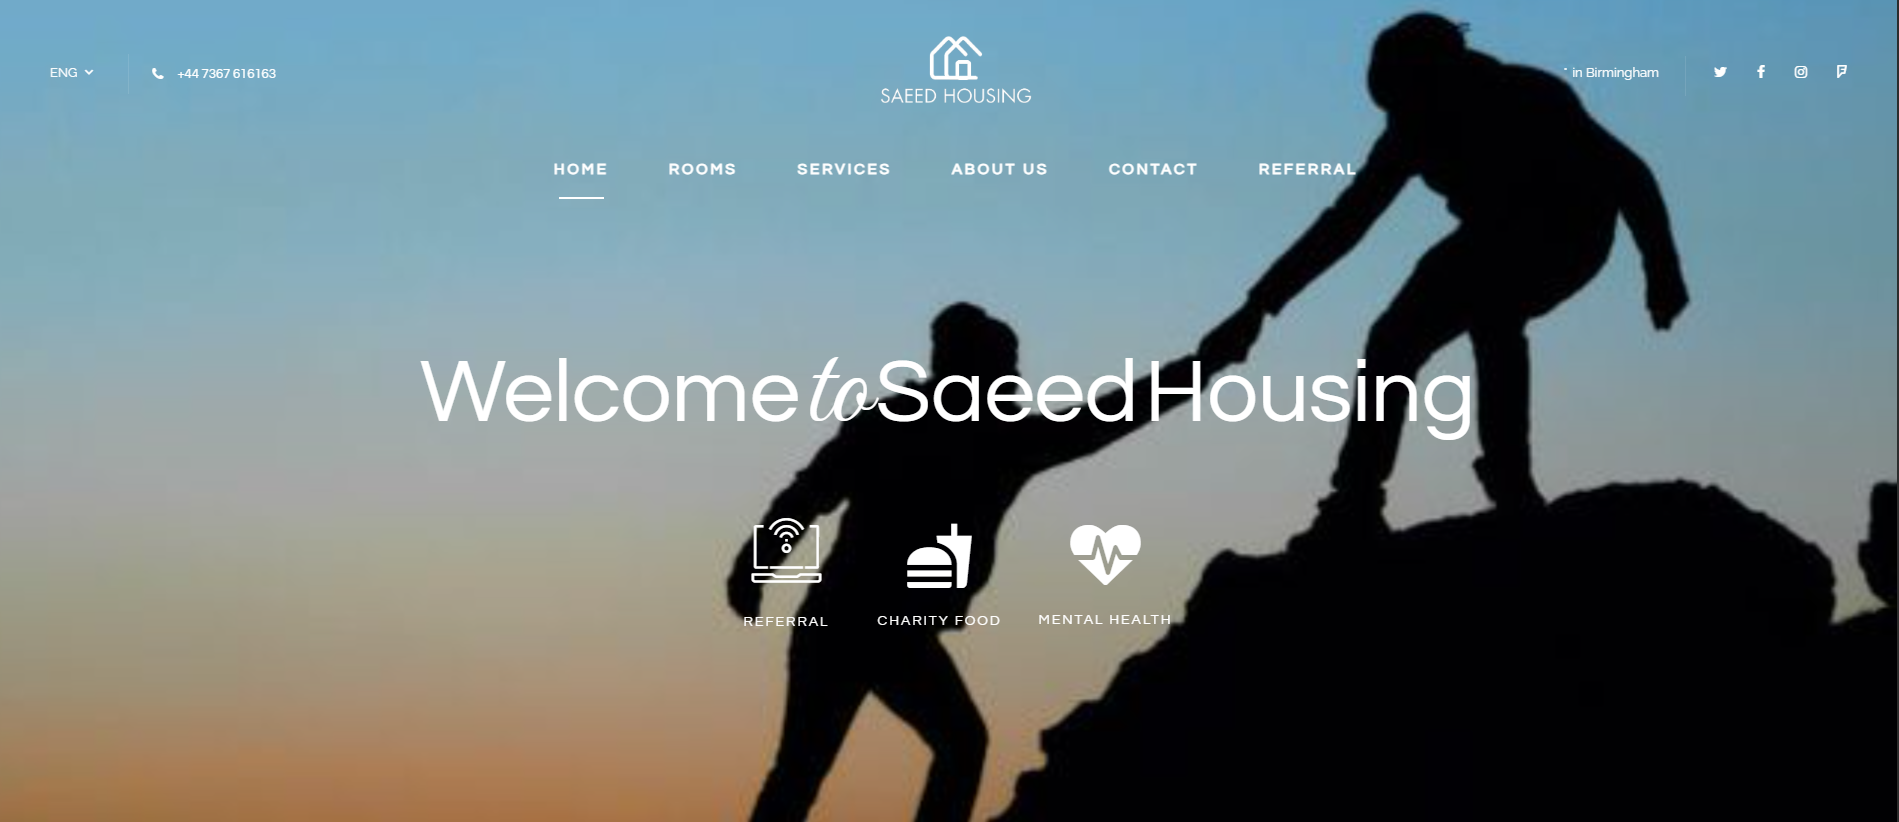 ENG
+44 7367 616163
SAEED HOUSING
in Birmingham
HOME
ROOMS
SERVICES
ABOUT US
CONTACT
REFERRAL
Welcome to Saeed Housing
REFERRAL
CHARITY FOOD
MENTAL HEALTH